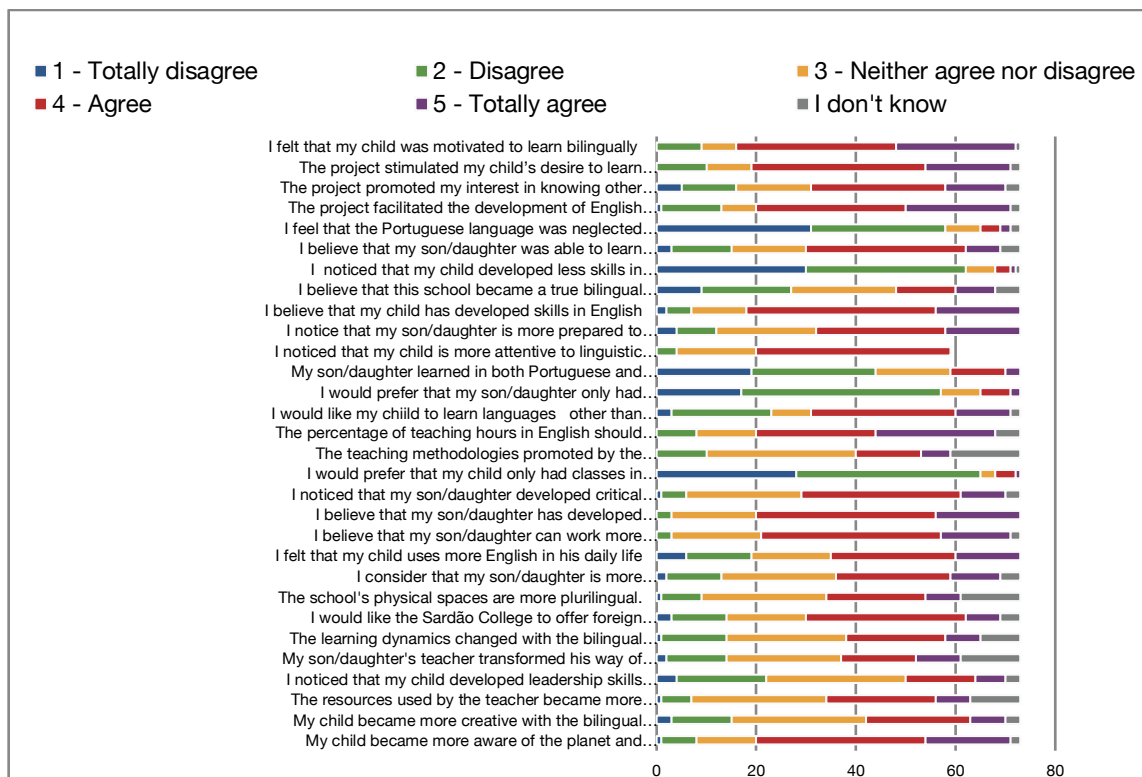 1 - Totally disagree 2 - Disagree 3 - Neither agree nor disagree
4 - Agree 5 - Totally agree I don't know
I felt that my child was motivated to learn bilingually
The project stimulated my child's desire to learn…
The project promoted my interest in knowing other…
The project facilitated the development of English…
I feel that the Portuguese language was neglected…
I believe that my son/daughter was able to learn…
I noticed that my child developed less skills in…
I believe that this school became a true bilingual…
I believe that my child has developed skills in English
I notice that my son/daughter is more prepared to…
I noticed that my child is more attentive to linguistic…
My son/daughter learned in both Portuguese and…
I would prefer that my son/daughter only had…
I would like my chiild to learn languages other than…
The percentage of teaching hours in English should…
The teaching methodologies promoted by the…
I would prefer that my child only had classes in…
I noticed that my son/daughter developed critical…
I believe that my son/daughter has developed…
I believe that my son/daughter can work more…
I felt that my child uses more English in his daily life
I consider that my son/daughter is more…
The school's physical spaces are more plurilingual.
I would like the Sardão College to offer foreign…
The learning dynamics changed with the bilingual…
My son/daughter's teacher transformed his way of…
I noticed that my child developed leadership skills
The resources used by the teacher became more…
My child became more creative with the bilingual…
My child became more aware of the planet and…
0 20 40 60 80